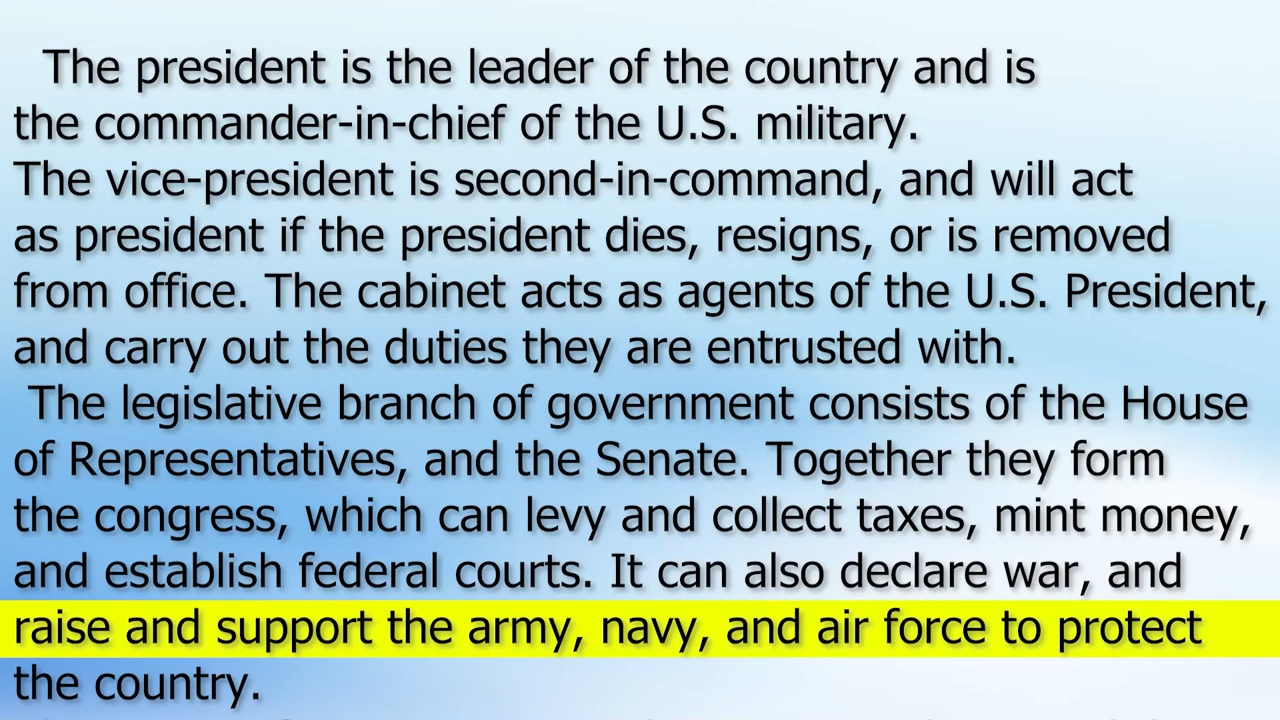 The president is the leader of the country and is
the commander-in-chief of the U.S. military.
The vice-president is second-in-command, and will act
as president if the president dies, resigns, or is removed
from office. The cabinet acts as agents of the U.S. President,
and carry out the duties they are entrusted with.
The legislative branch of government consists of the House
of Representatives, and the Senate. Together they form
the congress, which can levy and collect taxes, mint money,
and establish federal courts. It can also declare war, and
raise and support the army, navy, and air force to protect
the country.